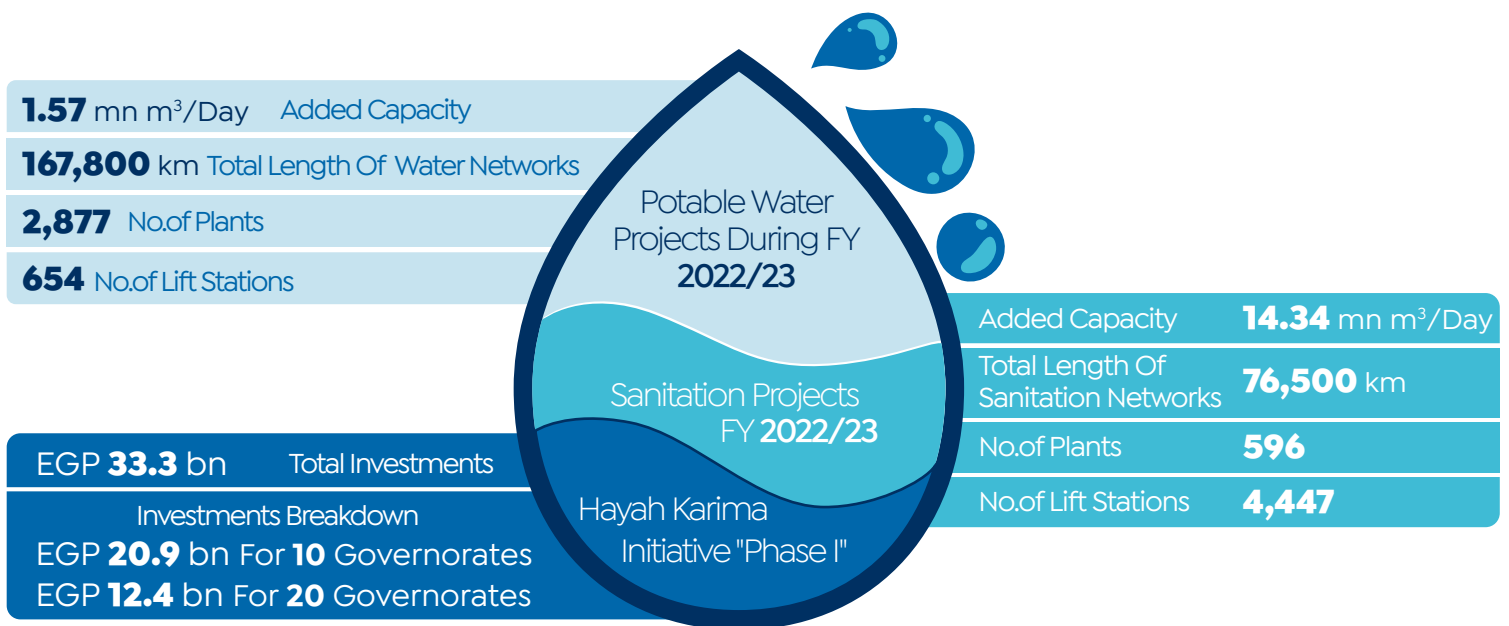 1.57 mn m³/Day Added Capacity
167,800 km Total Length Of Water Networks
2,877 No.of Plants
654 No.of Lift Stations
Potable Water
Projects During FY
2022/23
Sanitation Projects
FY 2022/23
Added Capacity 14.34 mn m³/Day
Total Length Of
Sanitation Networks 76,500 km
No.of Plants 596
No.of Lift Stations 4,447
Hayah Karima
Initiative "Phase I"
EGP 33.3 bn Total Investments
Investments Breakdown
EGP 20.9 bn For 10 Governorates
EGP 12.4 bn For 20 Governorates